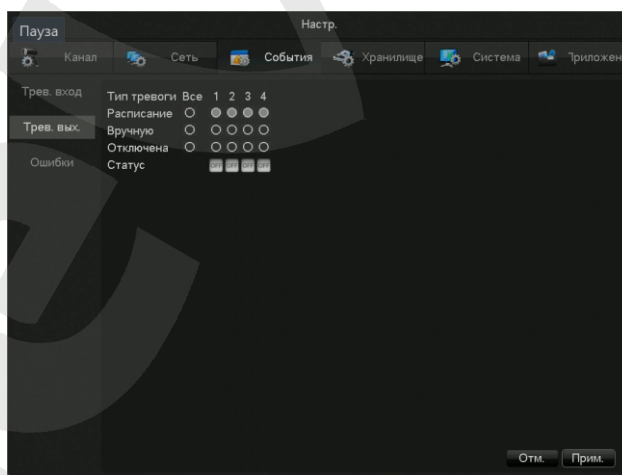 Настр.
Пауза
Канал Сеть События Хранилище Система Приложен
Трев. вход
Трев. вых.
Ошибки
Тип тревоги Все 1 2 3 4
Расписание
Вручную
Отключена
Статус OFF OFF OFF OFF
Отм. Прим.